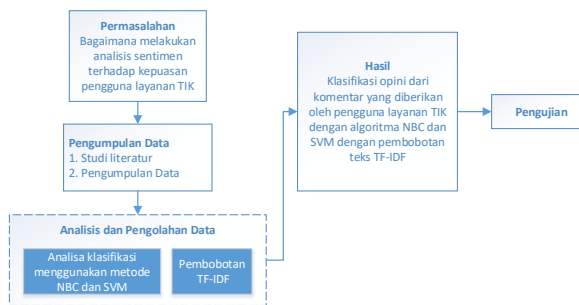 Permasalahan
Bagaimana melakukan
analisis sentimen
terhadap kepuasan
pengguna layanan TIK
Pengumpulan Data
1. Studi literatur
2. Pengumpulan Data
Analisis dan Pengolahan Data
Analisa klasifikasi
menggunakan metode
NBC dan SVM
Pembobotan
TF-IDF
Hasil
Klasifikasi opini dari
komentar yang diberikan
oleh pengguna layanan TIK
dengan algoritma NBC dan
SVM dengan pembobotan
teks TF-IDF
Pengujian